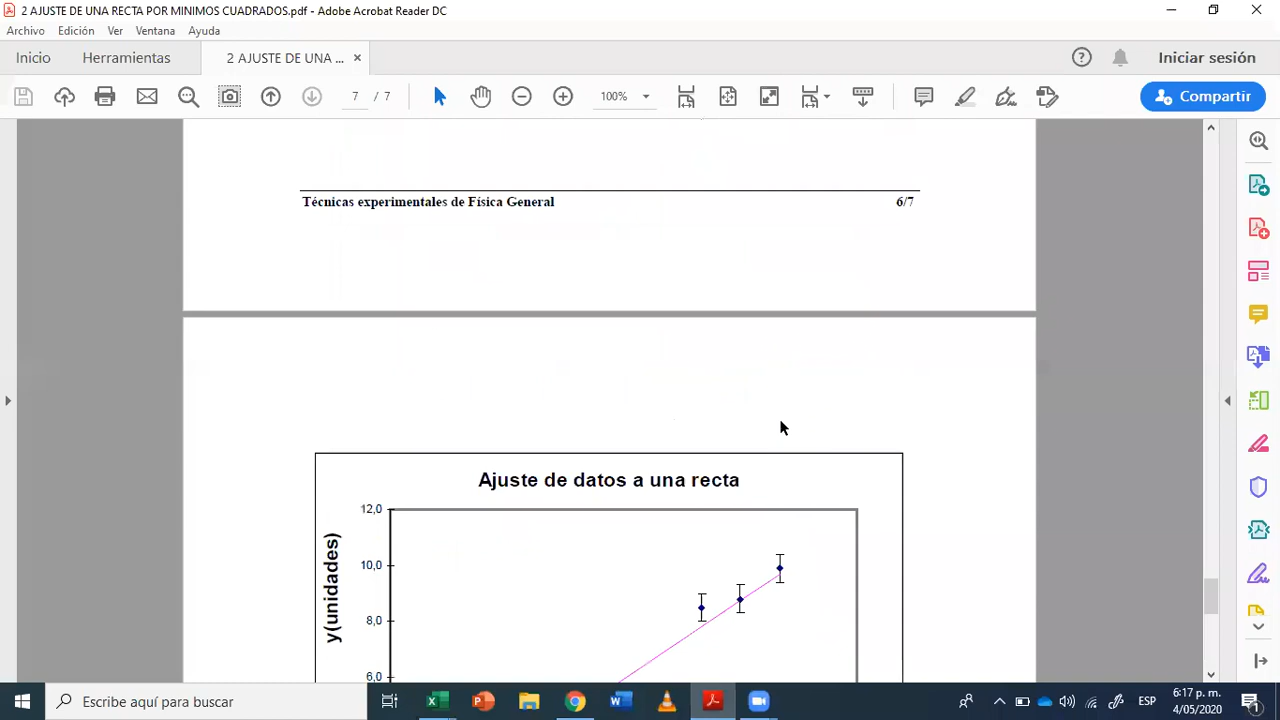 2 AJUSTE DE UNA RECTA POR MINIMOS CUADRADOS.pdf - Adobe Acrobat Reader DC
Archivo Edición Ver Ventana Ayuda
Inicio Herramientas 2 AJUSTE DE UNA ... Iniciar sesión
7 / 7 100% Compartir
Técnicas experimentales de Física General 6/7
Ajuste de datos a una recta
12,0
10,0
8,0
6,0
y(unidades)
Escribe aquí para buscar
ESP
6:17 p. m.
4/05/2020
1